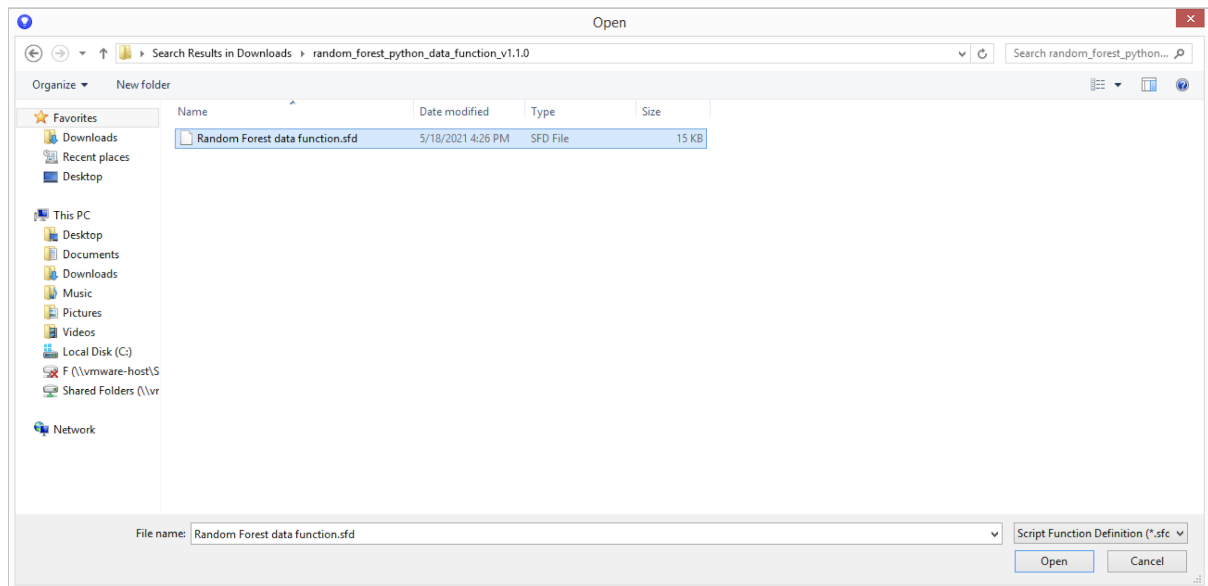 Open
Search Results in Downloads random_forest_python_data_function_v1.1.0 Search random_forest_python...
Organize New folder
Name Date modified Type Size
Random Forest data function.sfd 5/18/2021 4:26 PM SFD File 15 KB
Favorites
Downloads
Recent places
Desktop
This PC
Desktop
Documents
Downloads
Music
Pictures
Videos
Local Disk (C:)
F (\\vmware-host\S
Shared Folders (\\vr
Network
File name: Random Forest data function.sfd Script Function Definition (*.sfc
Open Cancel